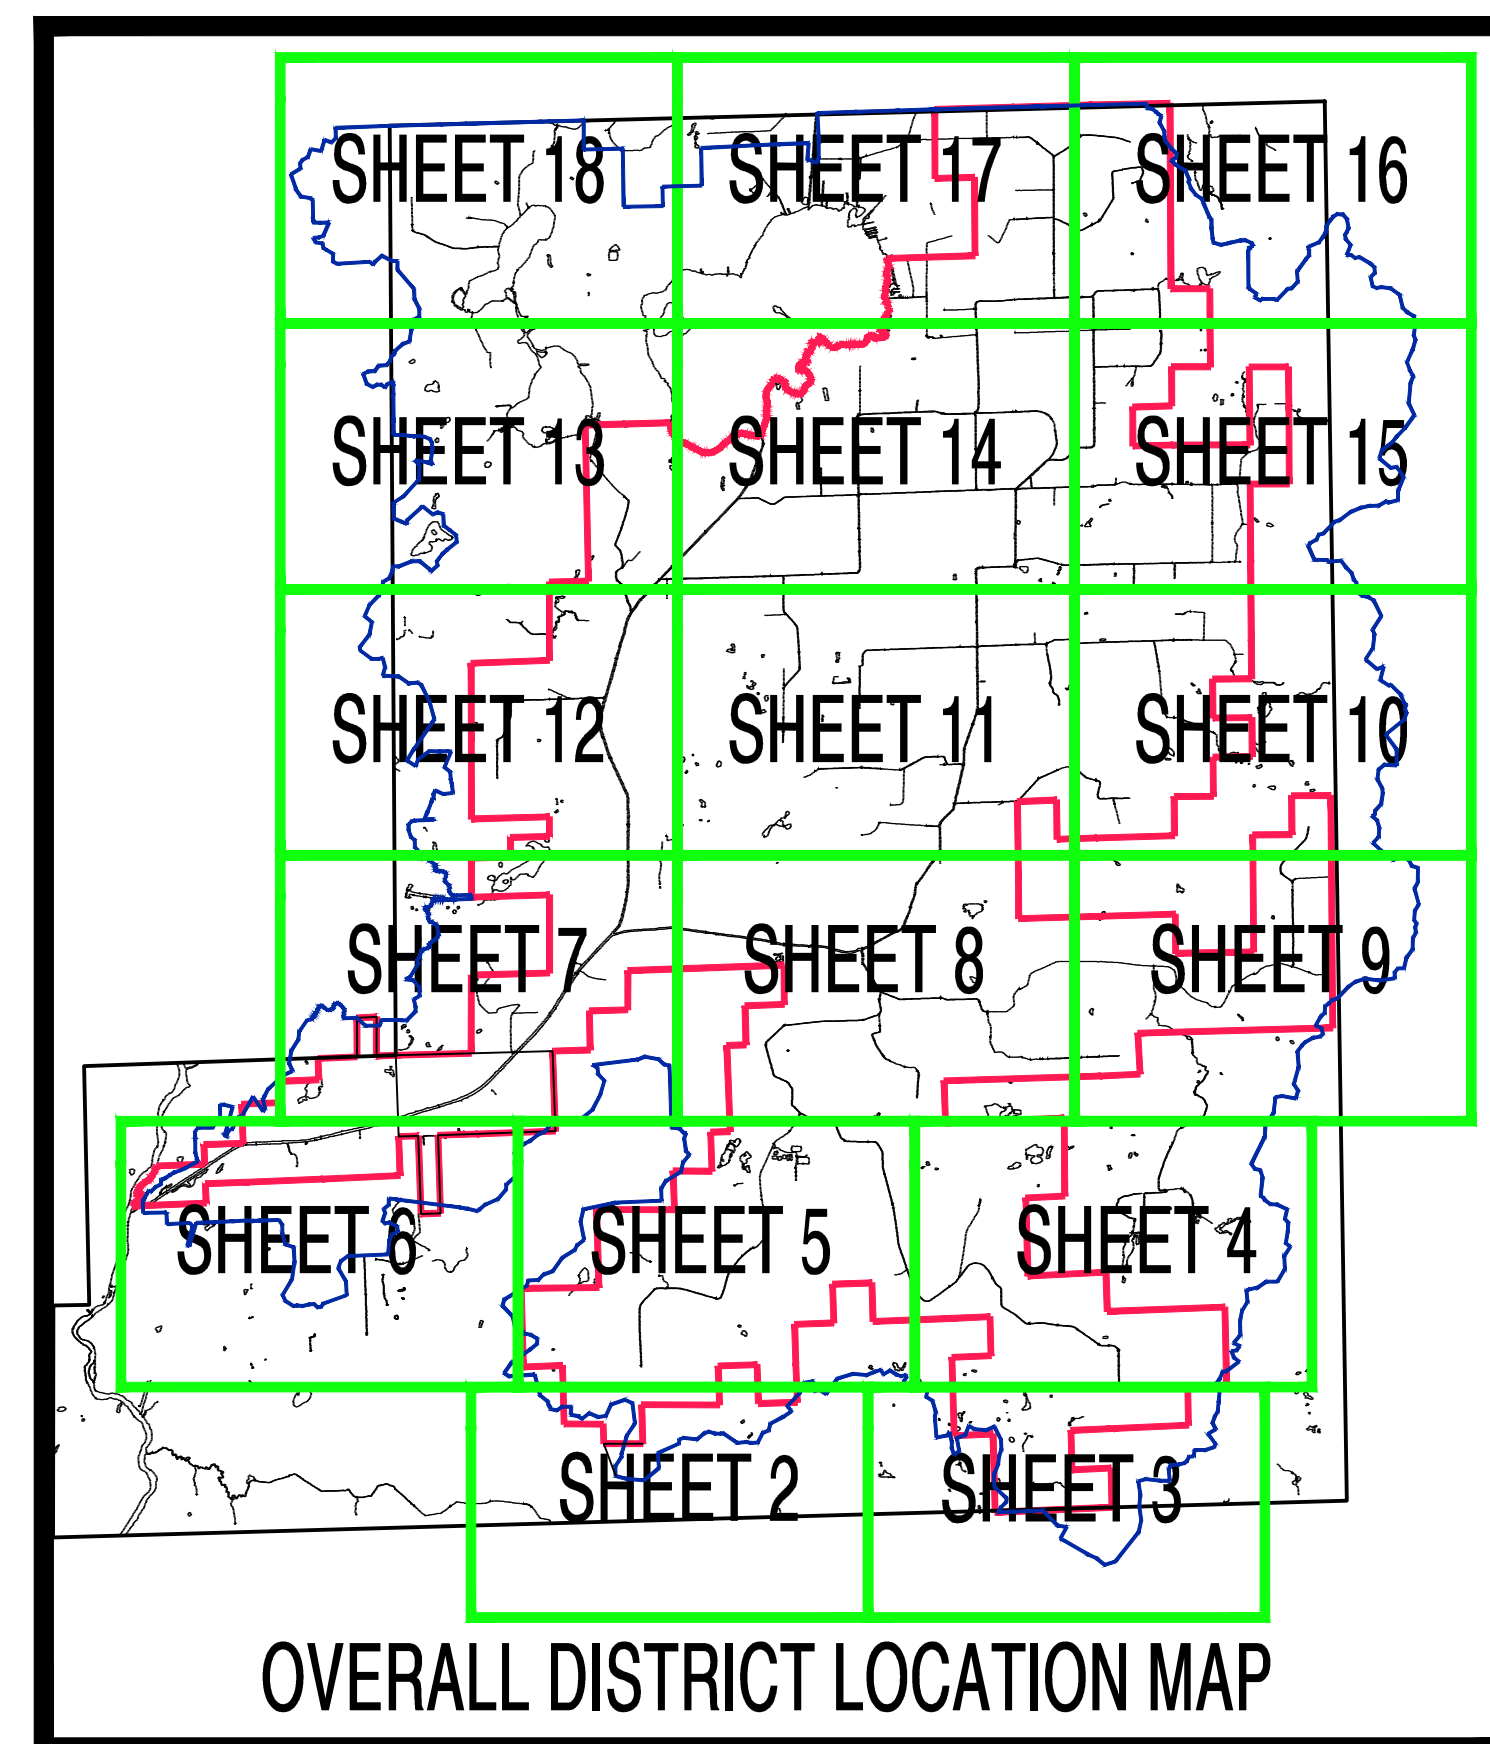 SHEET 18 SHEET 17 SHEET 16
SHEET 13 SHEET 14 SHEET 15
SHEET 12 SHEET 11 SHEET 10
SHEET 7 SHEET 8 SHEET 9
SHEET 6 SHEET 5 SHEET 4
SHEET 2 SHEET 3
OVERALL DISTRICT LOCATION MAP